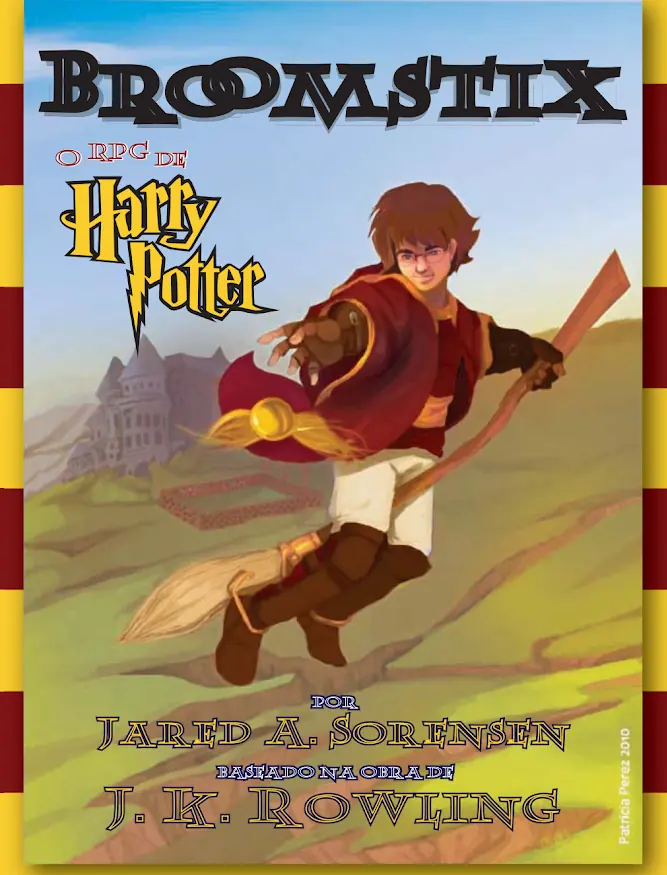 BROOMSTIX
O RPG DE
Harry
Potter
POR
JARED A. SORENSEN
BASEADO NA OBRA DE
J. K. ROWLING
Patricia Perez 2010